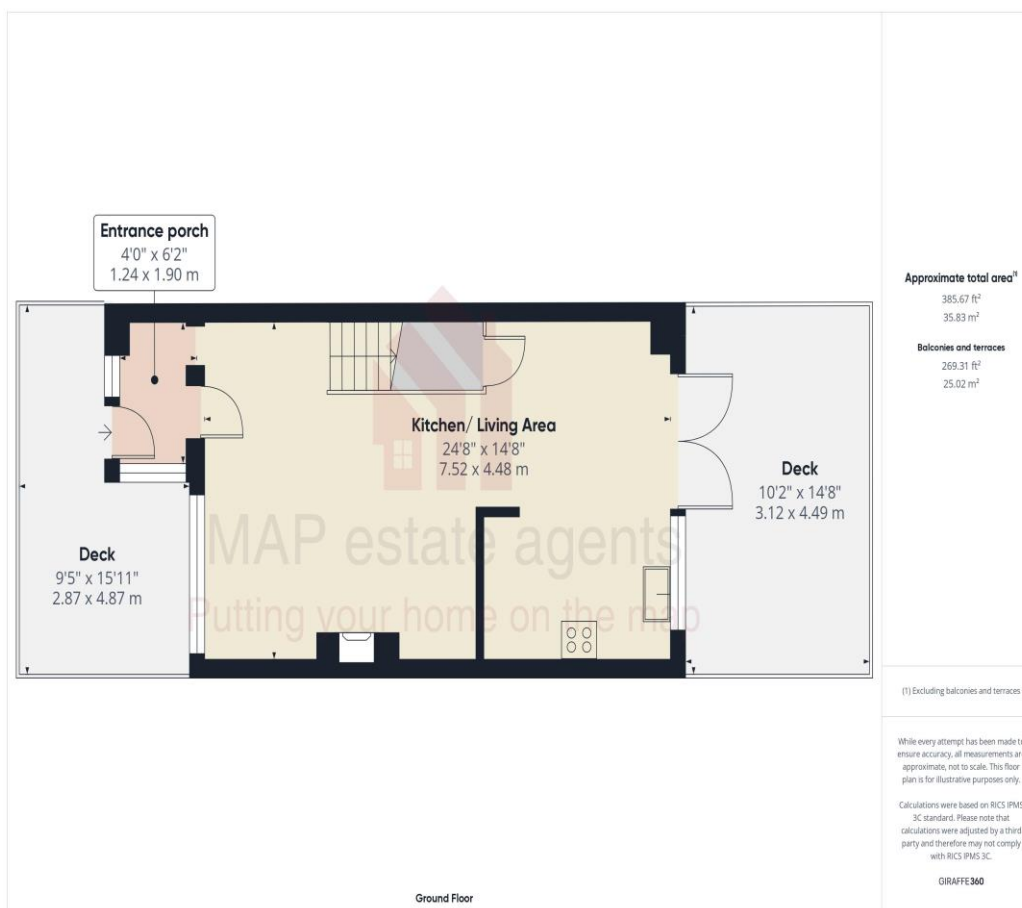 Entrance porch
4'0" x 6'2"
1.24 x 1.90 m
Kitchen/ Living Area
24'8" x 14'8"
7.52 x 4.48 m
Deck
10'2" x 14'8"
3.12 x 4.49 m
Deck
9'5" x 15'11"
2.87 x 4.87 m
MAP estate agents
Putting your home on the map
Ground Floor
Approximate total area(1)
385.67 ft²
35.83 m²
Balconies and terraces
269.31 ft²
25.02 m²
(1) Excluding balconies and terraces
While every attempt has been made to
ensure accuracy, all measurements are
approximate, not to scale. This floor
plan is for illustrative purposes only.
Calculations were based on RICS IPMS
3C standard. Please note that
calculations were adjusted by a third
party and therefore may not comply
with RICS IPMS 3C.
GIRAFFE360